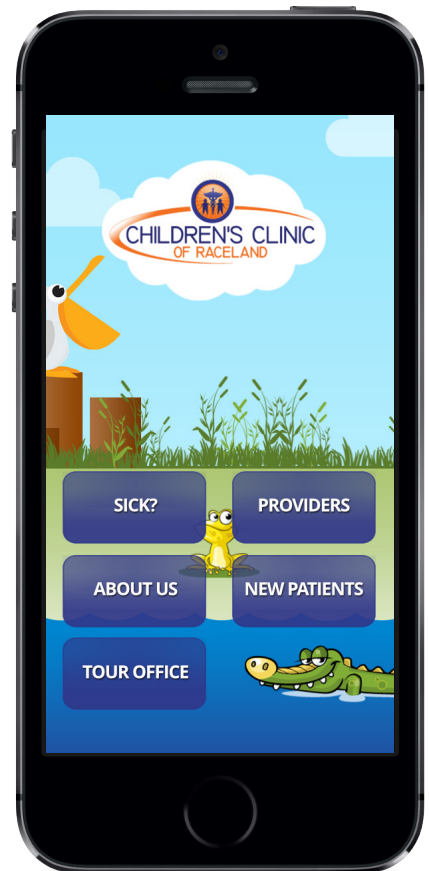 CHILDREN'S CLINIC
OF RACELAND
SICK?
PROVIDERS
ABOUT US
NEW PATIENTS
TOUR OFFICE